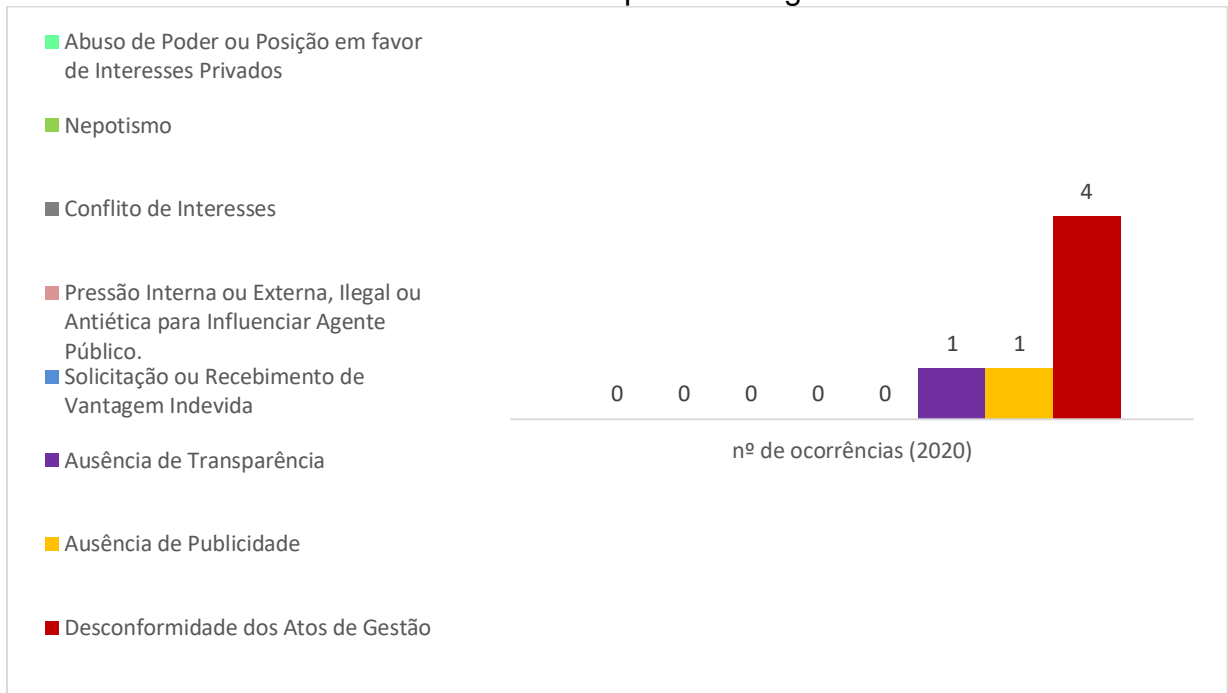 Abuso de Poder ou Posição em favor
de Interesses Privados
Nepotismo
Conflito de Interesses
Pressão Interna ou Externa, Ilegal ou
Antiética para Influenciar Agente
Público.
Solicitação ou Recebimento de
Vantagem Indevida
Ausência de Transparência
Ausência de Publicidade
Desconformidade dos Atos de Gestão
4
1 1
0 0 0 0 0
nº de ocorrências (2020)